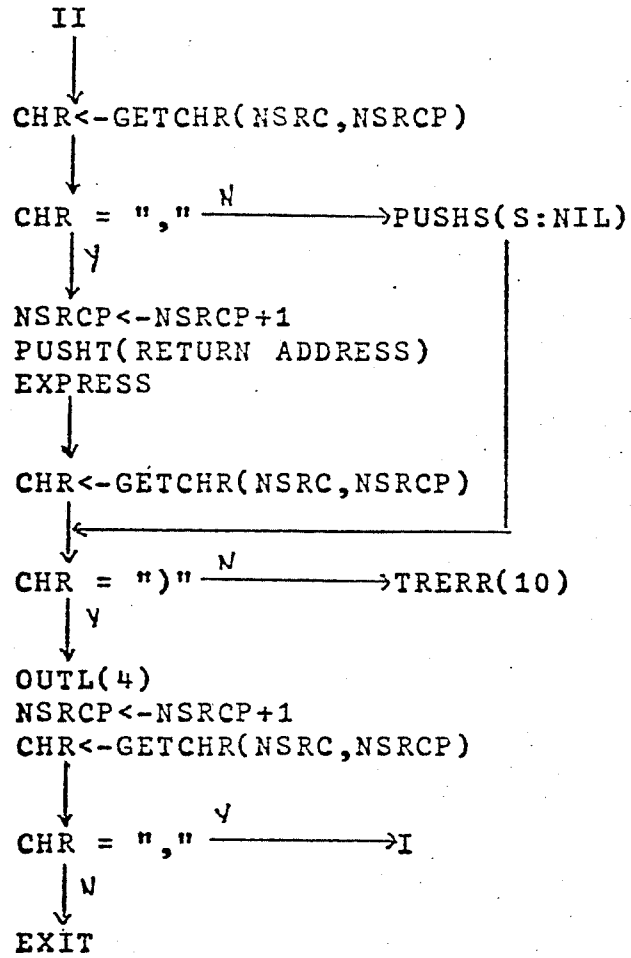 II
CHR<-GETCHR(NSRC,NSRCP)
CHR = "," N PUSHS(S:NIL)
Y
NSRCP<-NSRCP+1
PUSHT(RETURN ADDRESS)
EXPRESS
CHR<-GETCHR(NSRC,NSRCP)
CHR = ")" N TRERR(10)
Y
OUTL(4)
NSRCP<-NSRCP+1
CHR<-GETCHR(NSRC,NSRCP)
CHR = "," Y I
N
EXIT